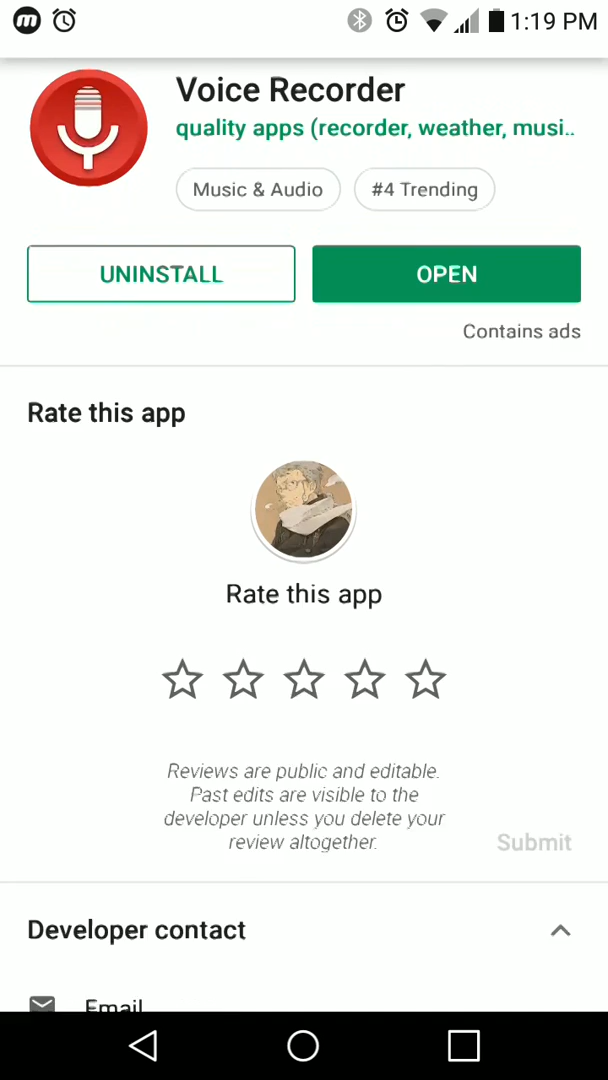 m 1:19 PM
Voice Recorder
quality apps (recorder, weather, musi..
Music & Audio #4 Trending
UNINSTALL OPEN
Contains ads
Rate this app
Rate this app
Reviews are public and editable.
Past edits are visible to the
developer unless you delete your
review altogether.
Submit
Developer contact
Email